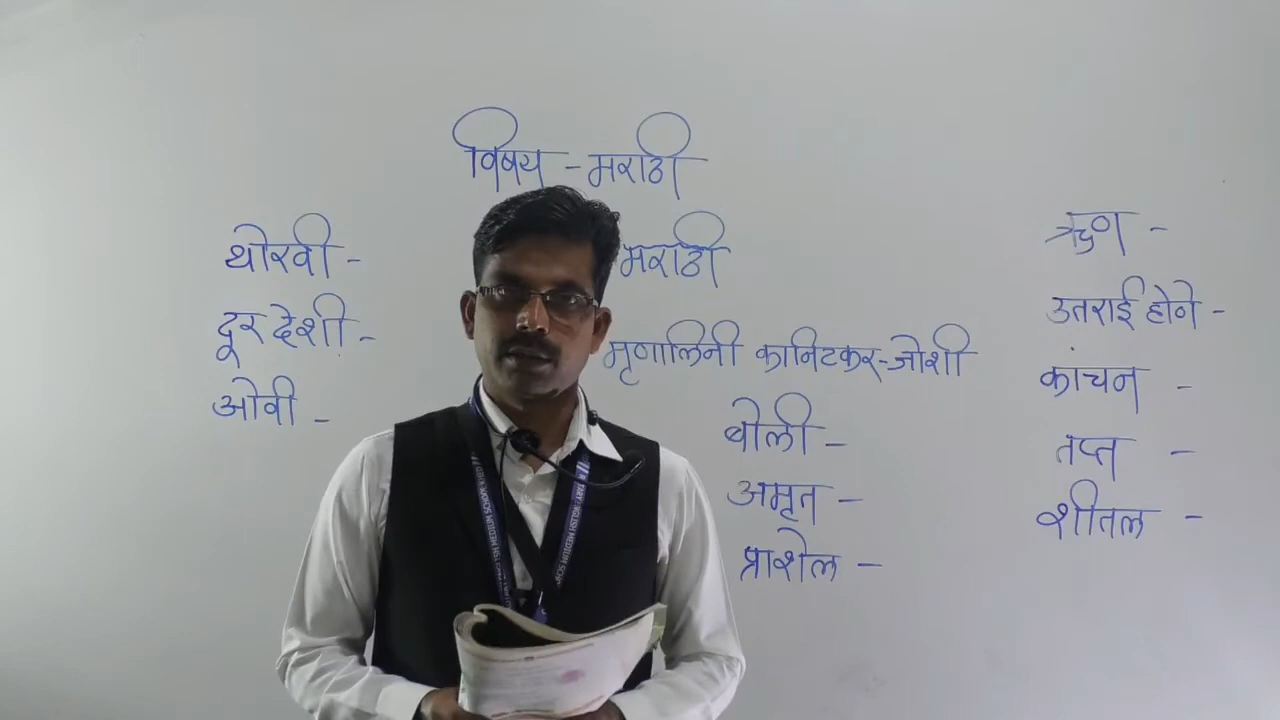 विषय - मराठी
मराठी
मृणालिनी कानिटकर-जोशी
थोरवी -
दूर देशी -
ओवी -
बोली -
अमृत -
प्राशेल -
ऋण -
उतराई होणे -
कांचन -
तप्त -
शीतल -